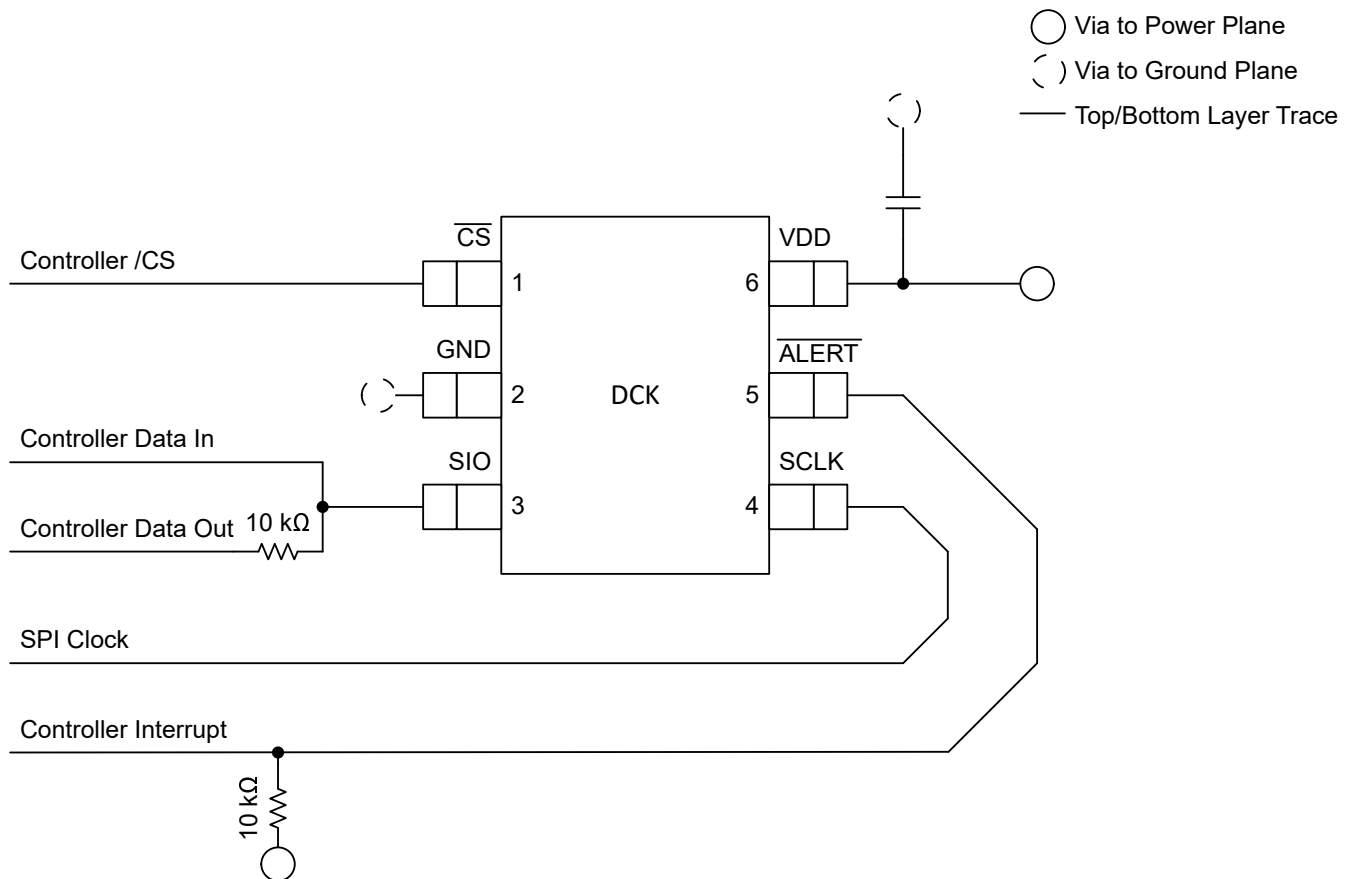 Via to Power Plane
Via to Ground Plane
Top/Bottom Layer Trace
CS
VDD
Controller /CS
1
6
GND
ALERT
2
DCK
5
Controller Data In
SIO
SCLK
3
4
Controller Data Out
10 kΩ
SPI Clock
Controller Interrupt
10 kΩ